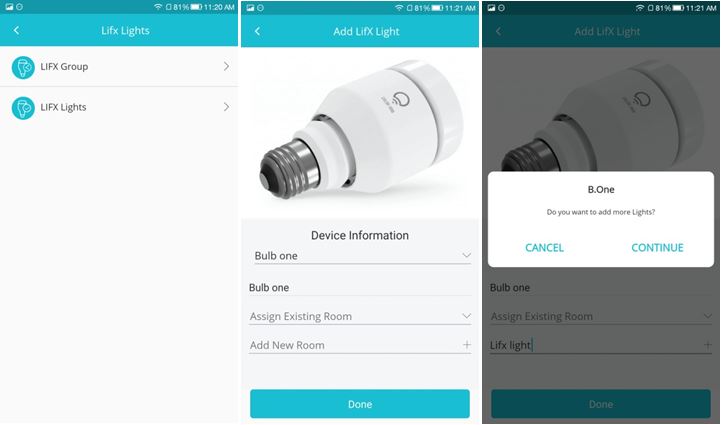 81% 11:20 AM
Lifx Lights
LIFX Group
LIFX Lights
81% 11:21 AM
Add LifX Light
Device Information
Bulb one
Bulb one
Assign Existing Room
Add New Room
Done
81% 11:21 AM
Add LifX Light
B.One
Do you want to add more Lights?
CANCEL
CONTINUE
Bulb one
Assign Existing Room
Lifx light
Done